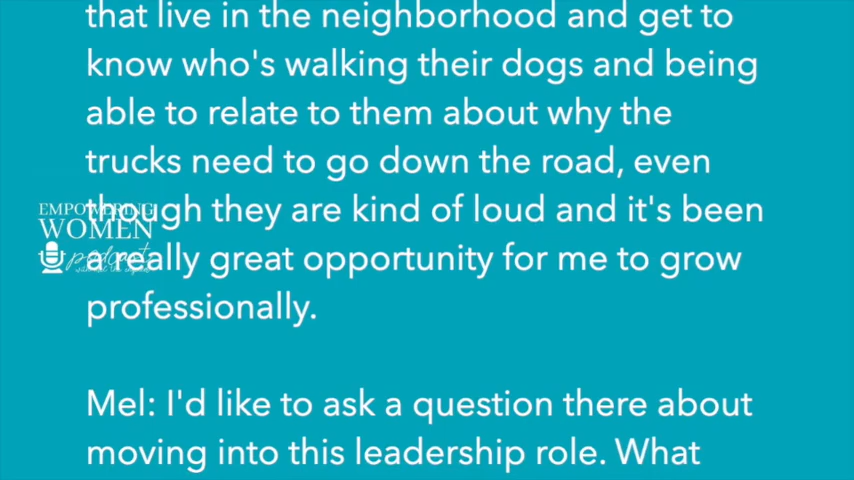 that live in the neighborhood and get to
know who's walking their dogs and being
able to relate to them about why the
trucks need to go down the road, even
though they are kind of loud and it's been
a really great opportunity for me to grow
professionally.
EMPOWERING
WOMEN
podcast
Mel: I'd like to ask a question there about
moving into this leadership role. What